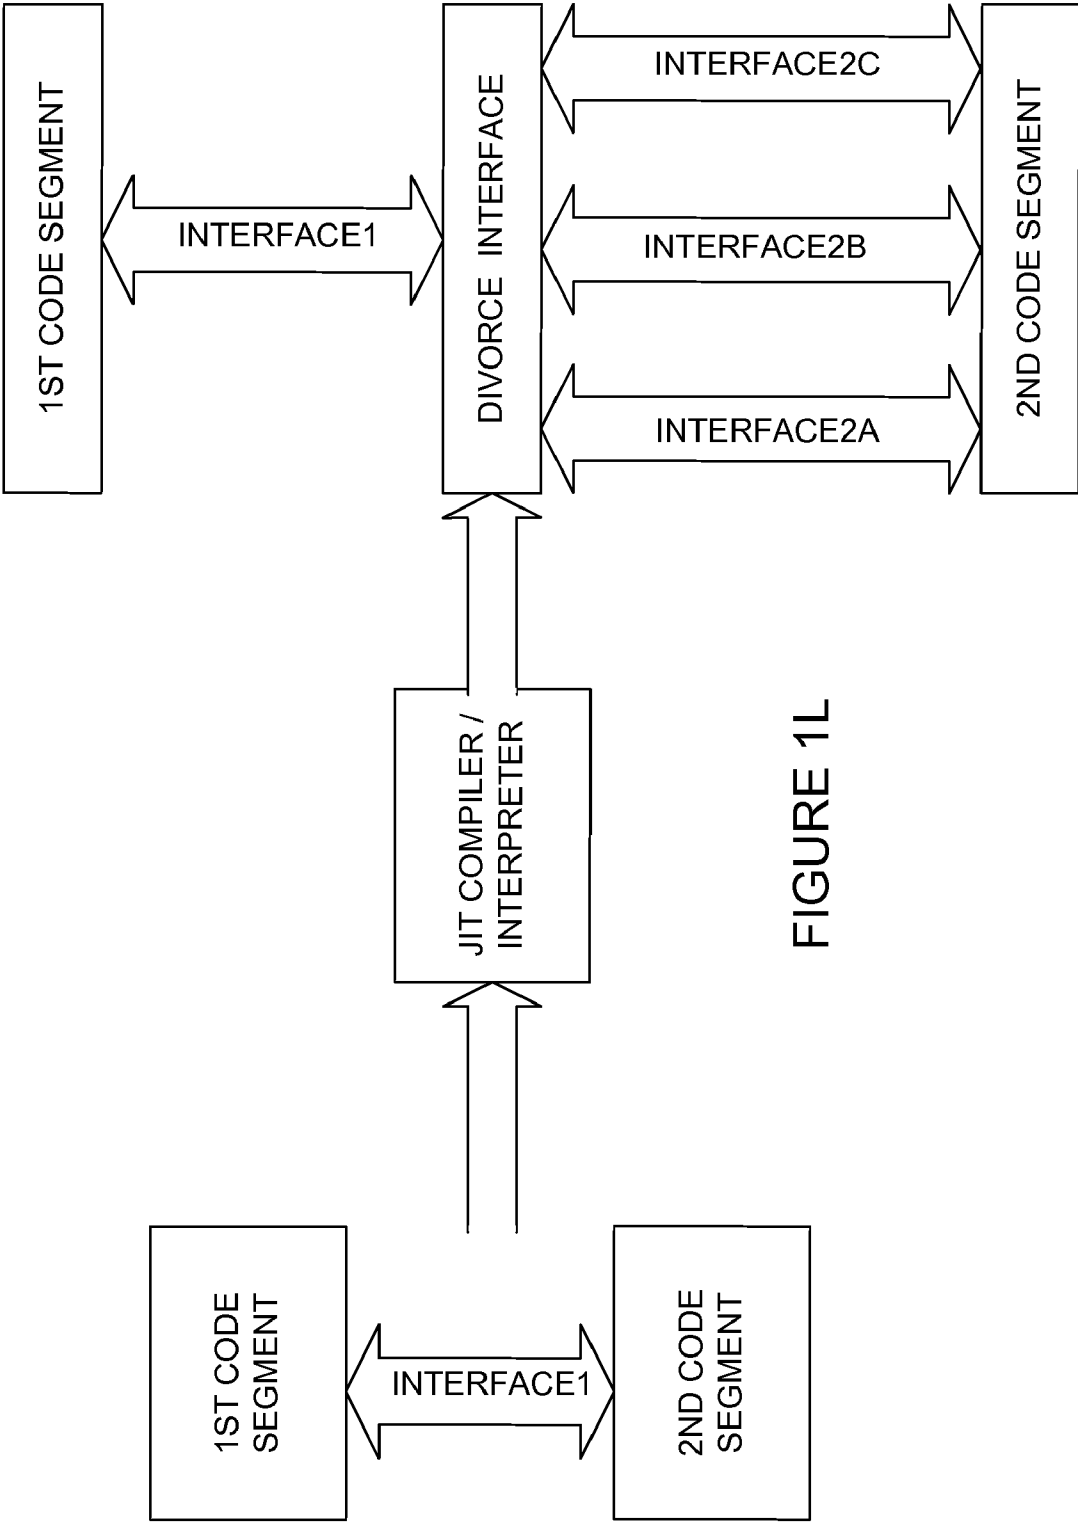 1ST CODE
SEGMENT
INTERFACE1
2ND CODE
SEGMENT
JIT COMPILER /
INTERPRETER
1ST CODE SEGMENT
INTERFACE1
DIVORCE INTERFACE
INTERFACE2A
INTERFACE2B
INTERFACE2C
2ND CODE SEGMENT
FIGURE 1L